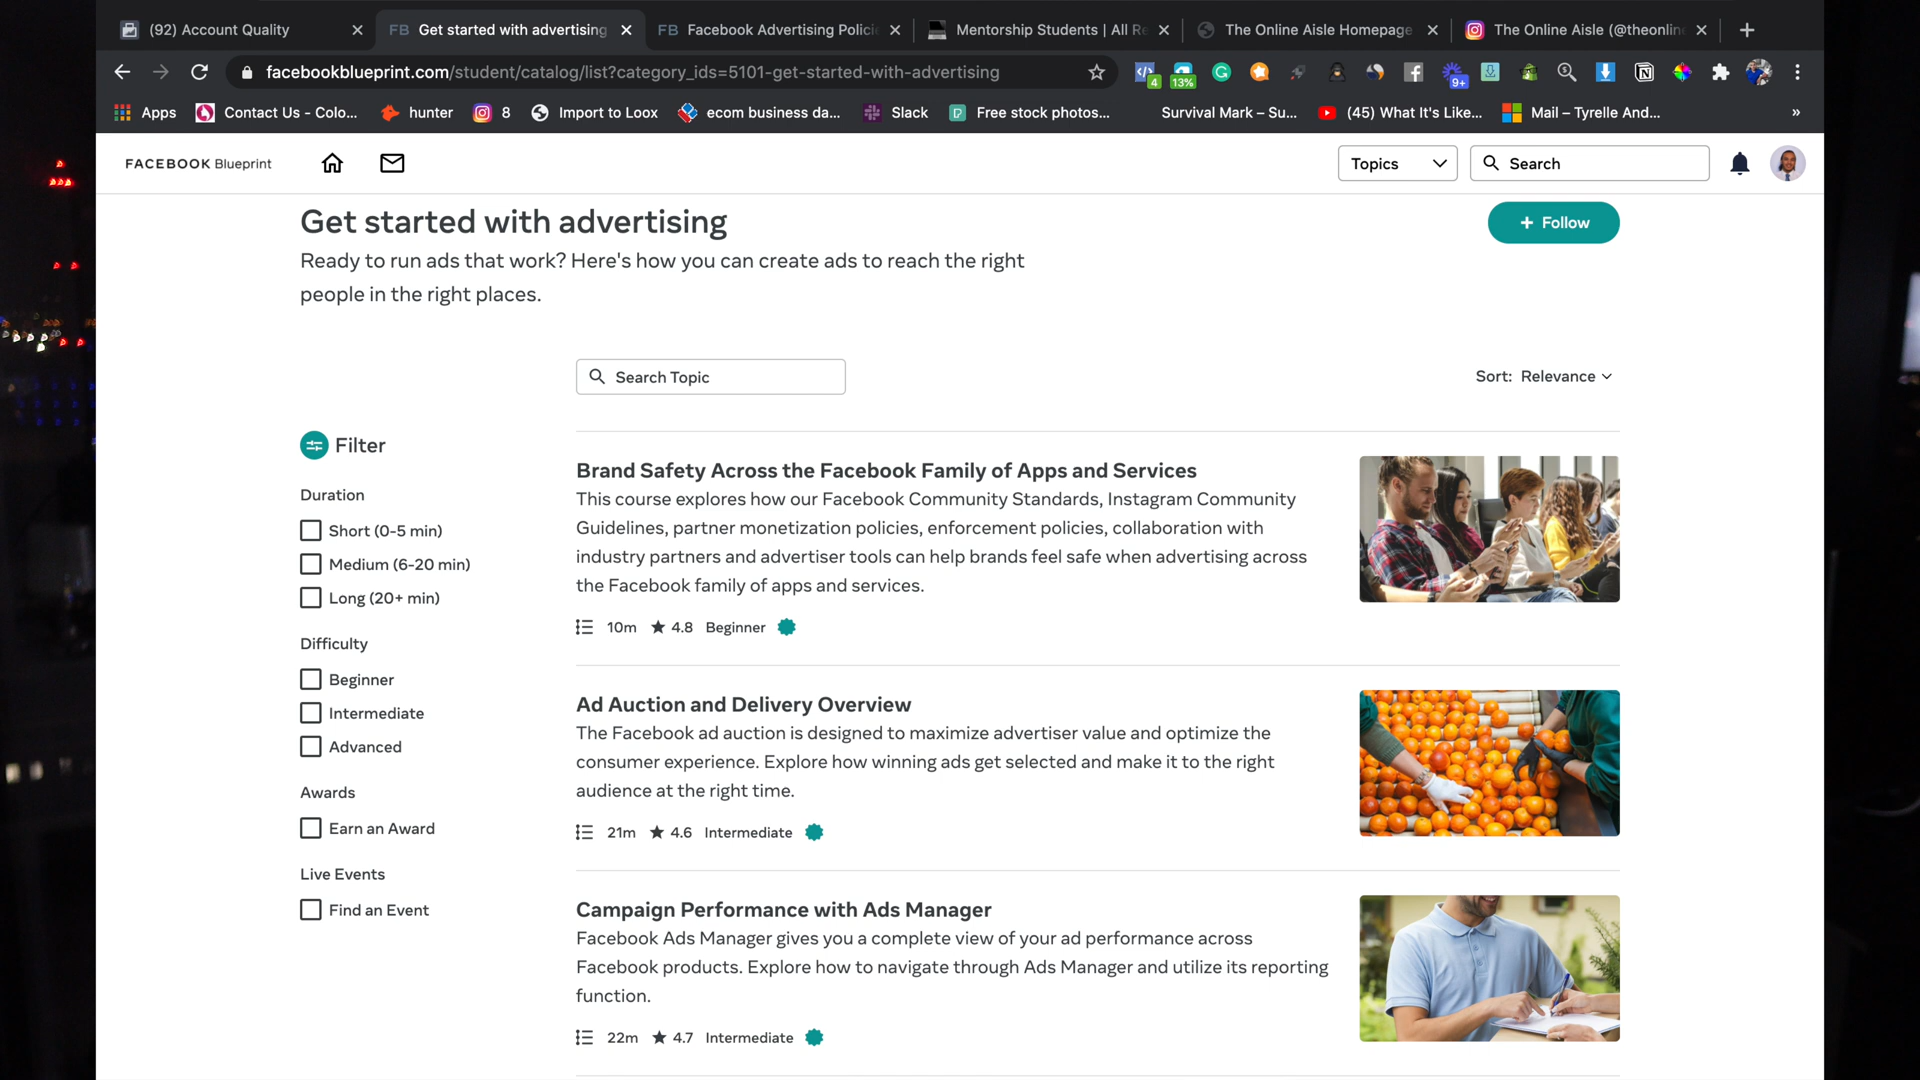 (92) Account Quality
FB Get started with advertising
FB Facebook Advertising Polici
Mentorship Students | All Re
The Online Aisle Homepage
The Online Aisle (@theonlin
facebookblueprint.com/student/catalog/list?category_ids=5101-get-started-with-advertising
4
13%
9+
Apps
Contact Us - Colo...
hunter
8
Import to Loox
ecom business da...
Slack
Free stock photos...
Survival Mark – Su...
(45) What It's Like...
Mail – Tyrelle And...
»
FACEBOOK Blueprint
Topics
Search
Get started with advertising
+ Follow
Ready to run ads that work? Here's how you can create ads to reach the right
people in the right places.
Search Topic
Sort: Relevance
Filter
Duration
Short (0-5 min)
Medium (6-20 min)
Long (20+ min)
Difficulty
Beginner
Intermediate
Advanced
Awards
Earn an Award
Live Events
Find an Event
Brand Safety Across the Facebook Family of Apps and Services
This course explores how our Facebook Community Standards, Instagram Community
Guidelines, partner monetization policies, enforcement policies, collaboration with
industry partners and advertiser tools can help brands feel safe when advertising across
the Facebook family of apps and services.
10m ★ 4.8 Beginner
Ad Auction and Delivery Overview
The Facebook ad auction is designed to maximize advertiser value and optimize the
consumer experience. Explore how winning ads get selected and make it to the right
audience at the right time.
21m ★ 4.6 Intermediate
Campaign Performance with Ads Manager
Facebook Ads Manager gives you a complete view of your ad performance across
Facebook products. Explore how to navigate through Ads Manager and utilize its reporting
function.
22m ★ 4.7 Intermediate